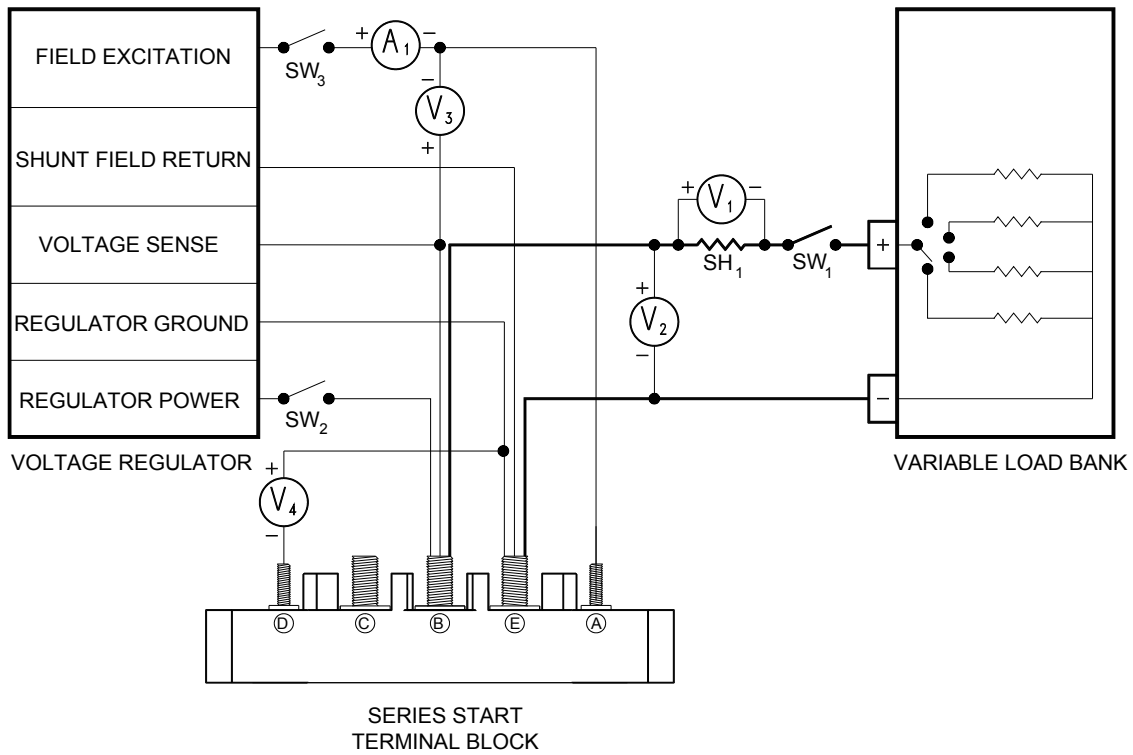 FIELD EXCITATION
SHUNT FIELD RETURN
VOLTAGE SENSE
REGULATOR GROUND
REGULATOR POWER
VOLTAGE REGULATOR
SW3
+ A1 −
− V3 +
SW2
+ V4 −
+ V1 −
SH1
SW1
+ V2 −
+
−
VARIABLE LOAD BANK
D C B E A
SERIES START
TERMINAL BLOCK